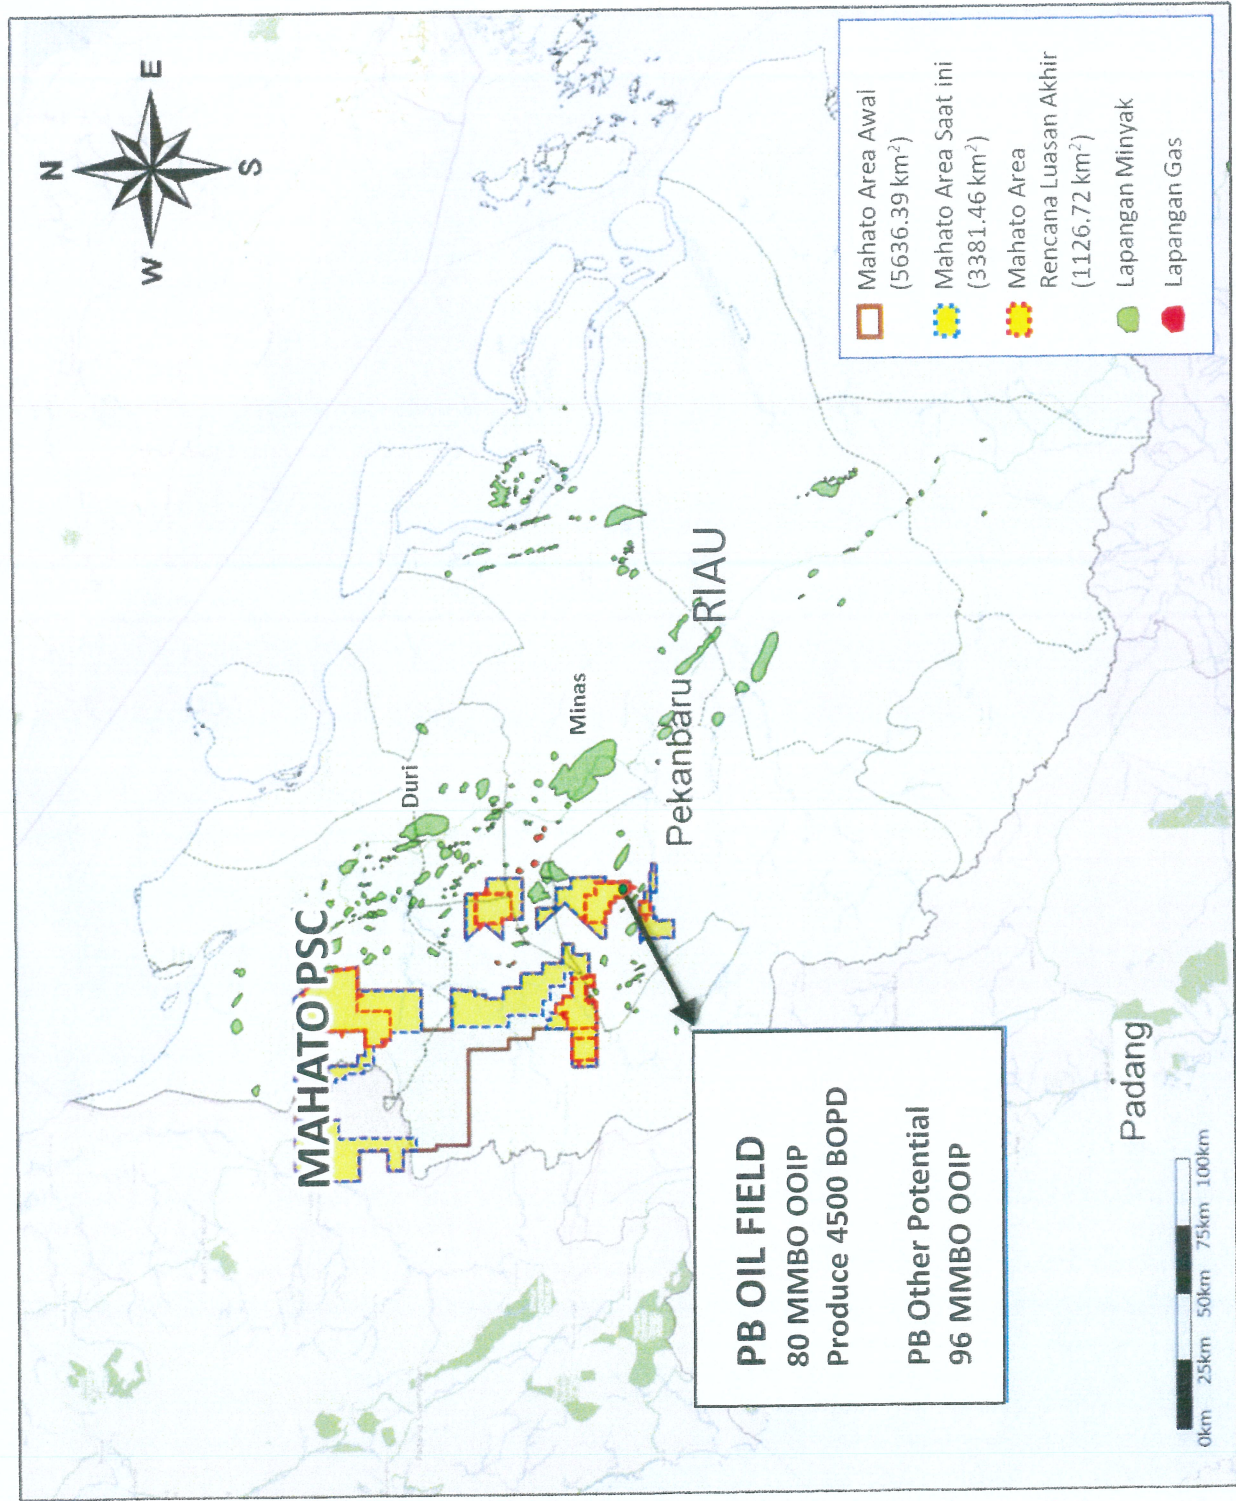 N
W
E
S
MAHATO PSC
Duri
Minas
Pekanbaru
RIAU
Padang
PB OIL FIELD
80 MMBO OOIP
Produce 4500 BOPD
PB Other Potential
96 MMBO OOIP
0km 25km 50km 75km 100km
Mahato Area Awal
(5636.39 km²)
Mahato Area Saat ini
(3381.46 km²)
Mahato Area
Rencana Luasan Akhir
(1126.72 km²)
Lapangan Minyak
Lapangan Gas